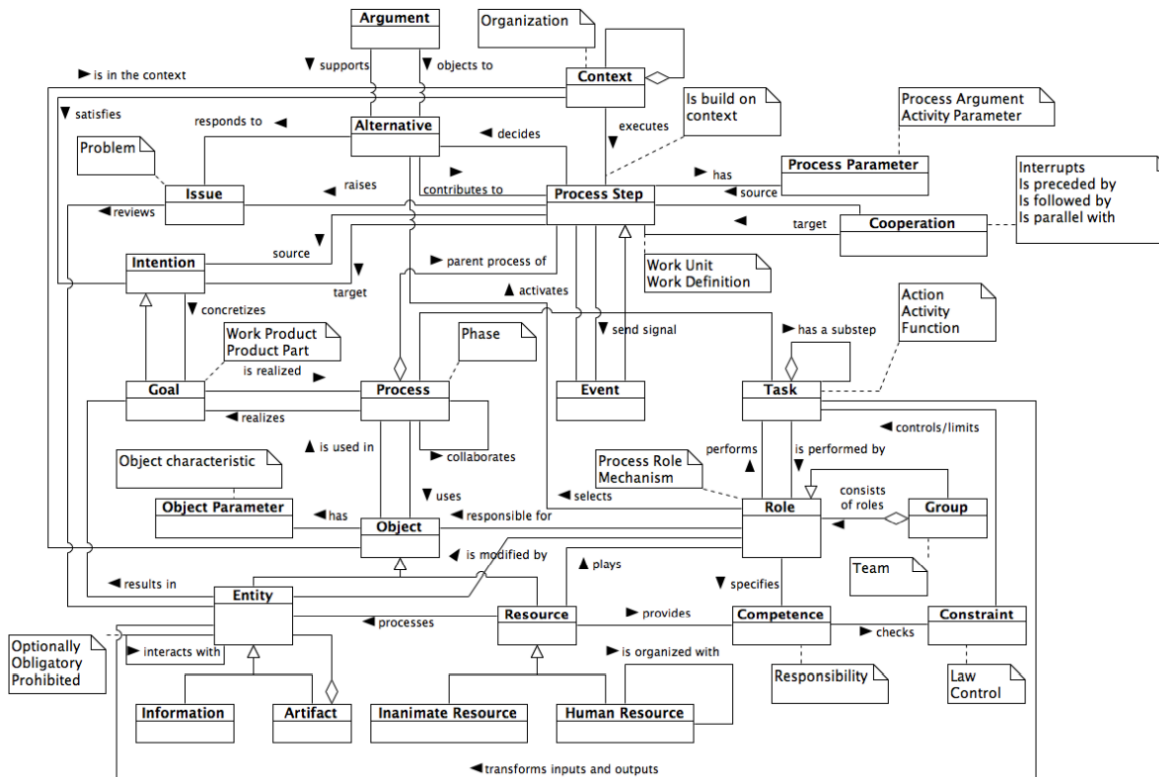 Argument
Organization
supports
objects to
is in the context
Context
Is build on
context
Process Argument
Activity Parameter
satisfies
responds to
Alternative
decides
executes
Problem
Process Parameter
Interrupts
Is preceded by
Is followed by
Is parallel with
has
Issue
raises
contributes to
Process Step
source
reviews
Cooperation
target
Intention
source
parent process of
Work Unit
Work Definition
target
activates
Action
Activity
Function
concretizes
Work Product
Product Part
Phase
send signal
has a substep
is realized
Goal
Process
Event
Task
realizes
controls/limits
is used in
collaborates
performs
is performed by
Object characteristic
Process Role
Mechanism
consists
of roles
uses
selects
Object Parameter
has
Object
responsible for
Role
Group
is modified by
results in
plays
Team
specifies
Entity
Resource
provides
Competence
Constraint
processes
checks
Optionally
Obligatory
Prohibited
interacts with
is organized with
Responsibility
Law
Control
Information
Artifact
Inanimate Resource
Human Resource
transforms inputs and outputs